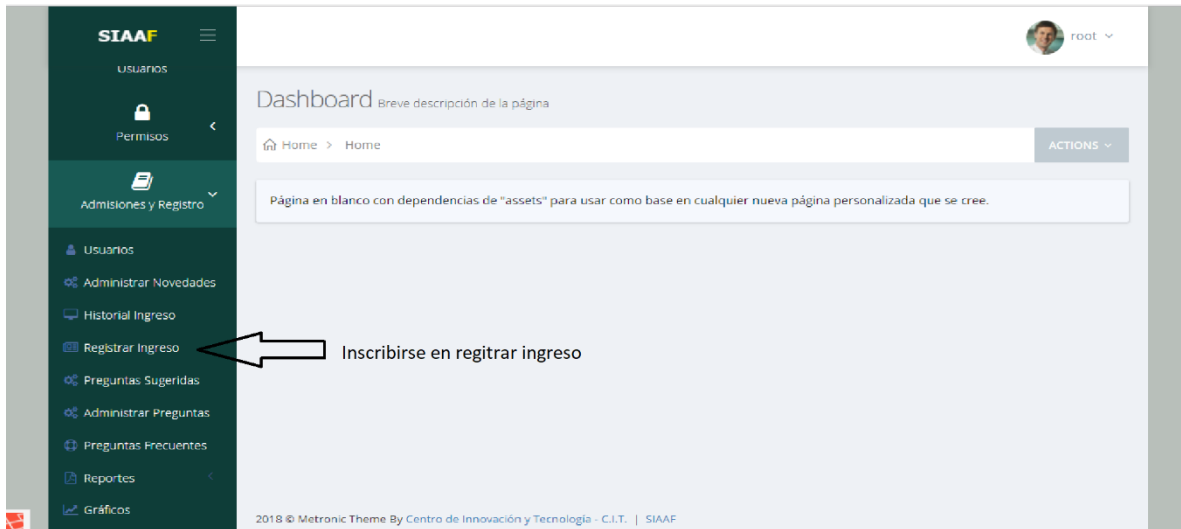 SIAAF
root
Usuarios
Permisos
Admisiones y Registro
Usuarios
Administrar Novedades
Historial Ingreso
Registrar Ingreso
Preguntas Sugeridas
Administrar Preguntas
Preguntas Frecuentes
Reportes
Gráficos
Dashboard Breve descripción de la página
Home > Home
ACTIONS
Página en blanco con dependencias de "assets" para usar como base en cualquier nueva página personalizada que se cree.
Inscribirse en regitrar ingreso
2018 © Metronic Theme By Centro de Innovación y Tecnología - C.I.T. | SIAAF